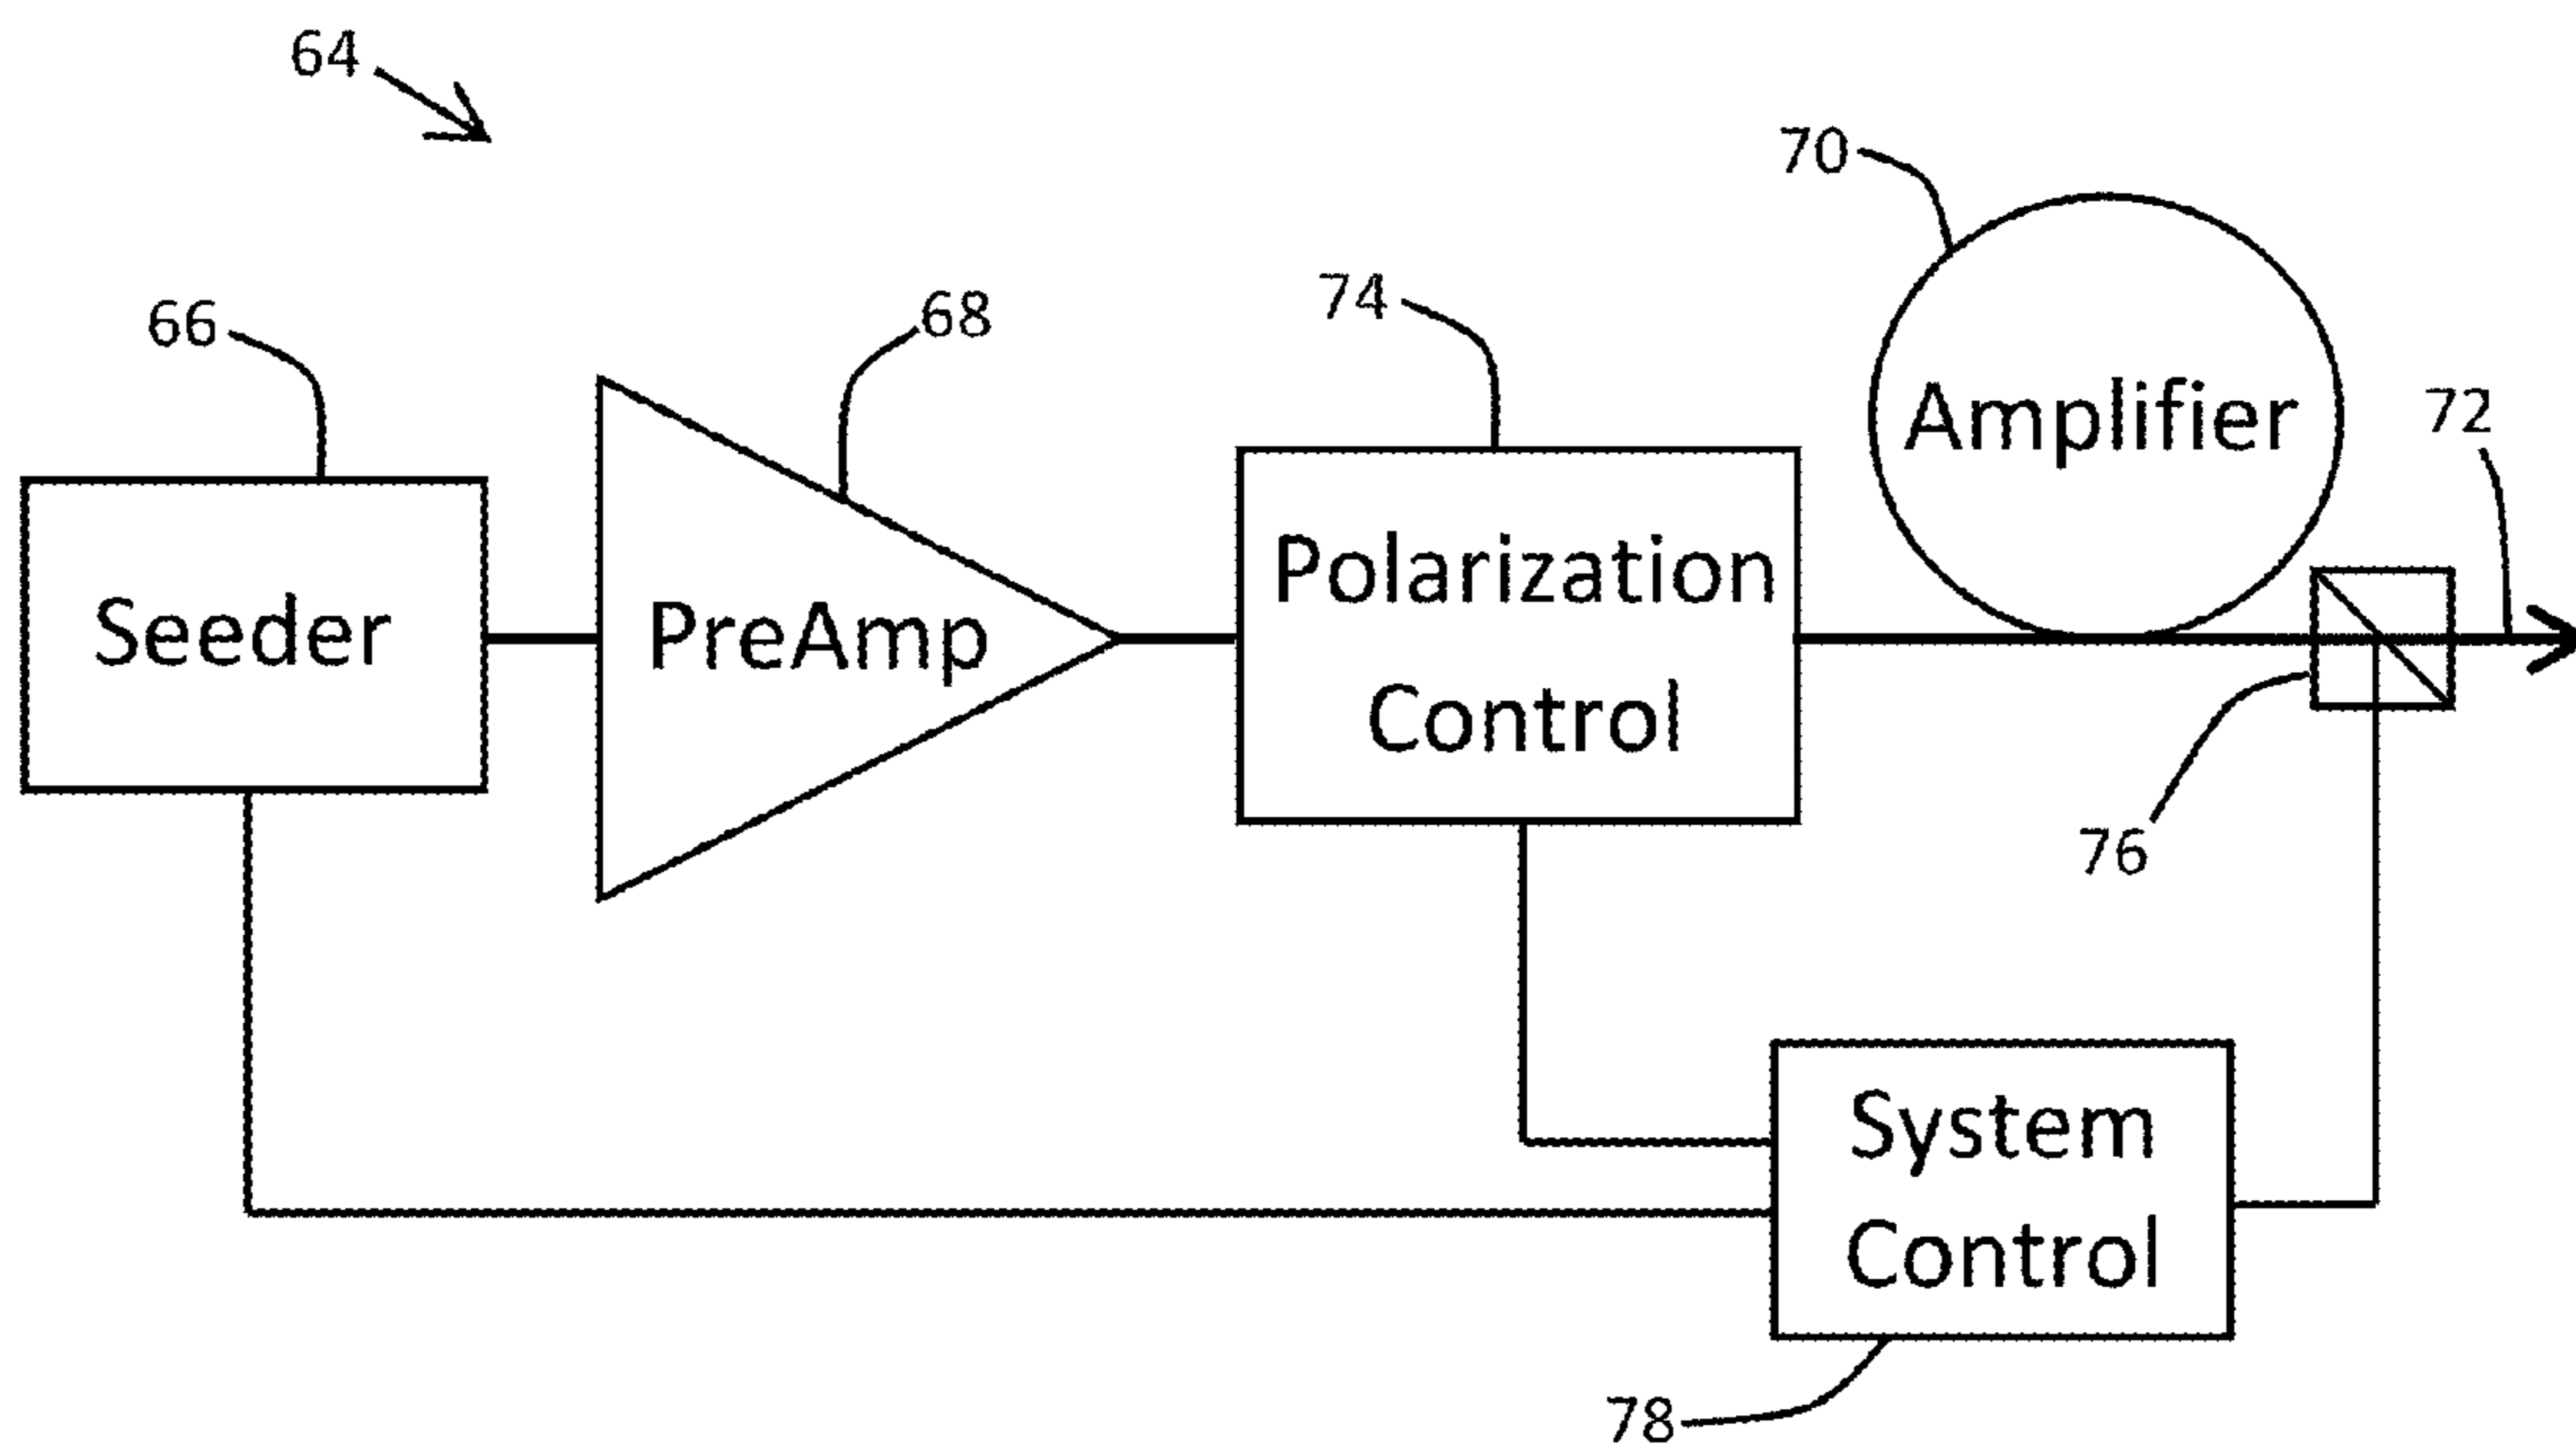 64
70
74
66
68
72
Amplifier
Polarization
Control
Seeder
PreAmp
76
System
Control
78